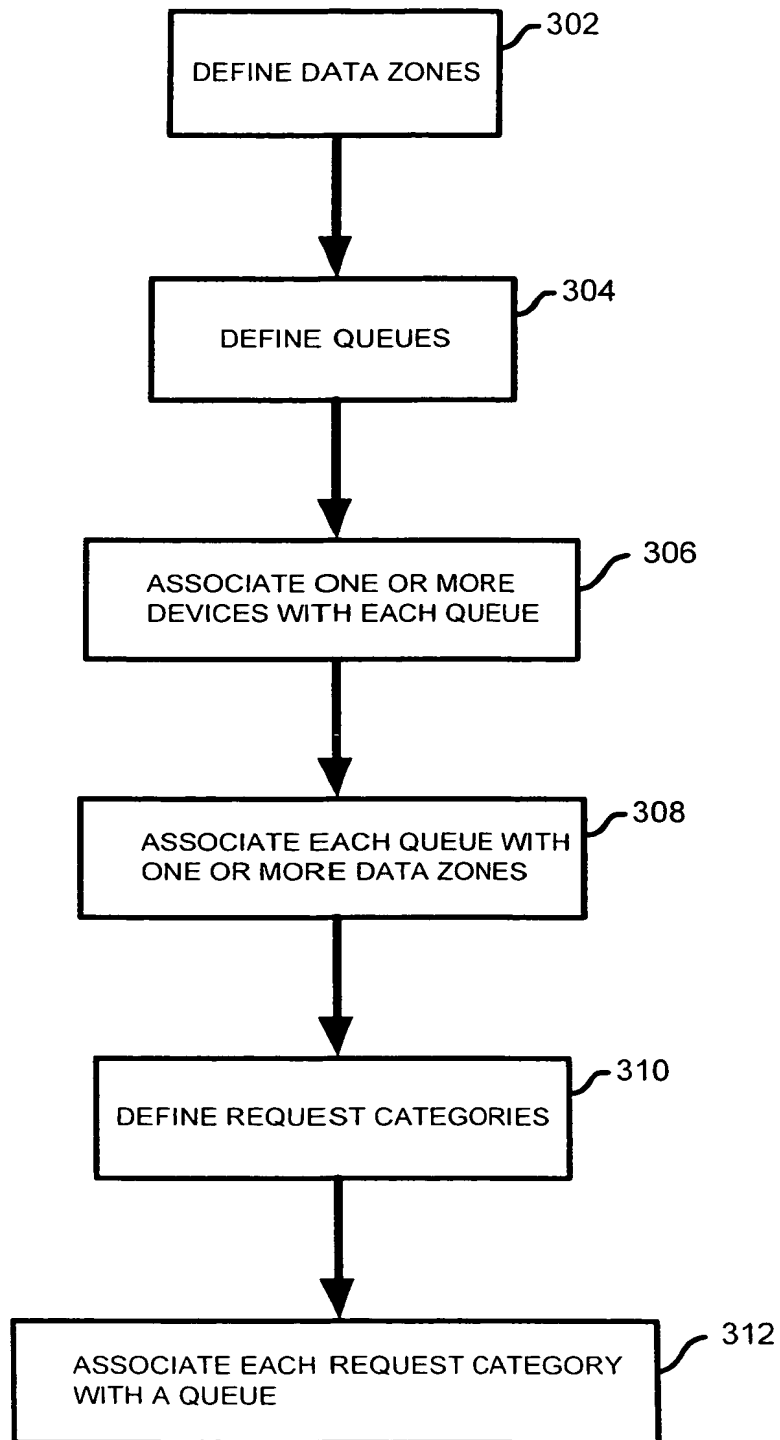 302
DEFINE DATA ZONES
304
DEFINE QUEUES
306
ASSOCIATE ONE OR MORE
DEVICES WITH EACH QUEUE
308
ASSOCIATE EACH QUEUE WITH
ONE OR MORE DATA ZONES
310
DEFINE REQUEST CATEGORIES
312
ASSOCIATE EACH REQUEST CATEGORY
WITH A QUEUE